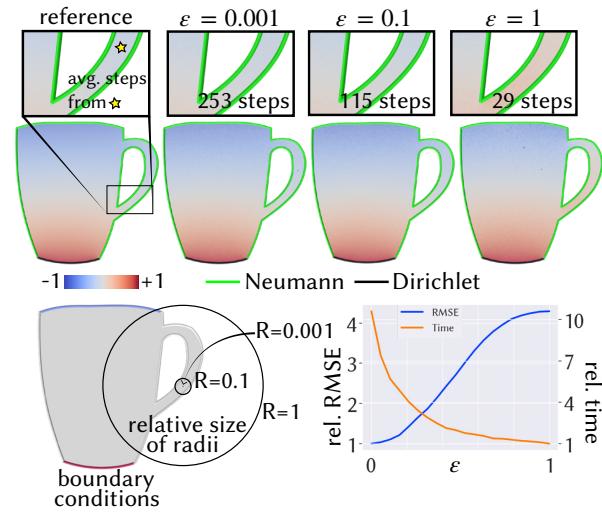 reference
ε = 0.001
ε = 0.1
ε = 1
avg. steps
from
253 steps
115 steps
29 steps
-1
+1
Neumann
Dirichlet
R=0.001
R=0.1
R=1
relative size
of radii
boundary
conditions
RMSE
Time
rel. RMSE
4
3
2
1
rel. time
10
7
4
1
0
ε
1